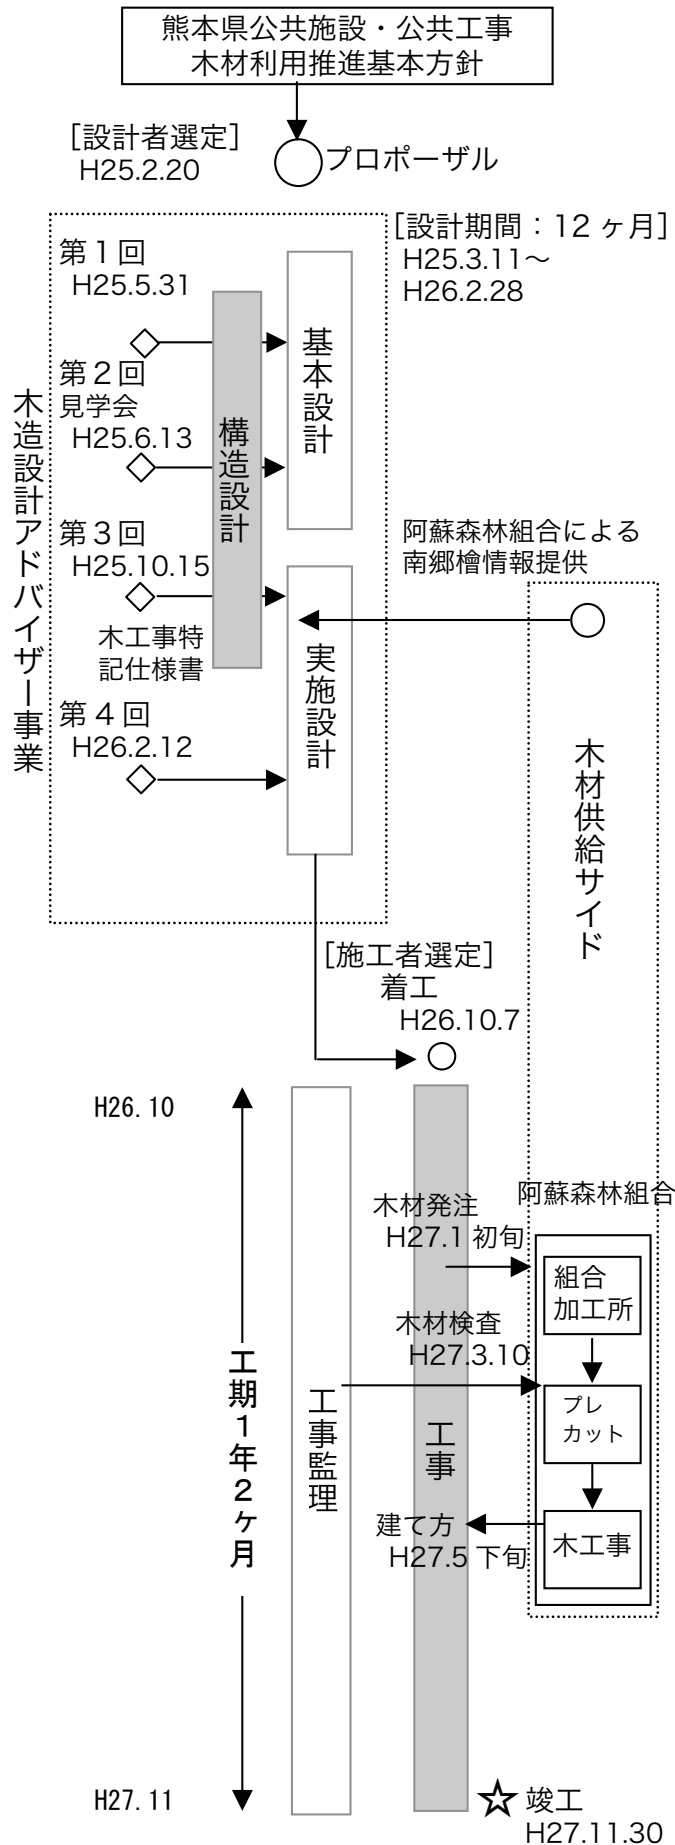 熊本県公共施設・公共工事
木材利用推進基本方針
［設計者選定］
H25.2.20
プロポーザル
［設計期間：12 ヶ月］
H25.3.11～
H26.2.28
木造設計アドバイザー事業
第１回
H25.5.31
第２回
見学会
H25.6.13
第３回
H25.10.15
木工事特
記仕様書
第４回
H26.2.12
構造設計
基本設計
実施設計
阿蘇森林組合による
南郷檜情報提供
木材供給サイド
［施工者選定］
着工
H26.10.7
H26.10
工期１年２ヶ月
H27.11
工事監理
工事
木材発注
H27.1 初旬
木材検査
H27.3.10
建て方
H27.5 下旬
阿蘇森林組合
組合
加工所
プレ
カット
木工事
竣工
H27.11.30